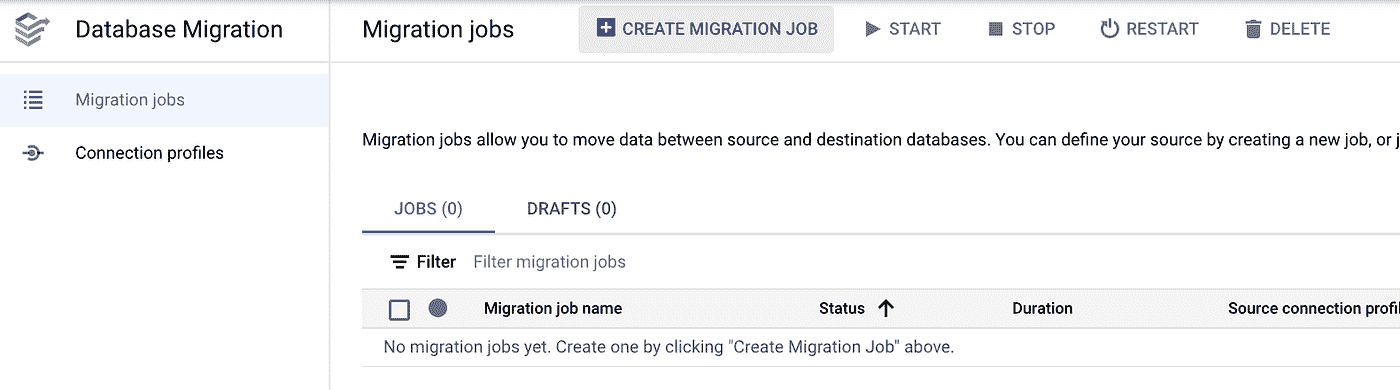 Database Migration
Migration jobs
CREATE MIGRATION JOB
START
STOP
RESTART
DELETE
Migration jobs
Connection profiles
Migration jobs allow you to move data between source and destination databases. You can define your source by creating a new job, or
JOBS (0)
DRAFTS (0)
Filter
Filter migration jobs
Migration job name
Status
Duration
Source connection
No migration jobs yet. Create one by clicking "Create Migration Job" above.